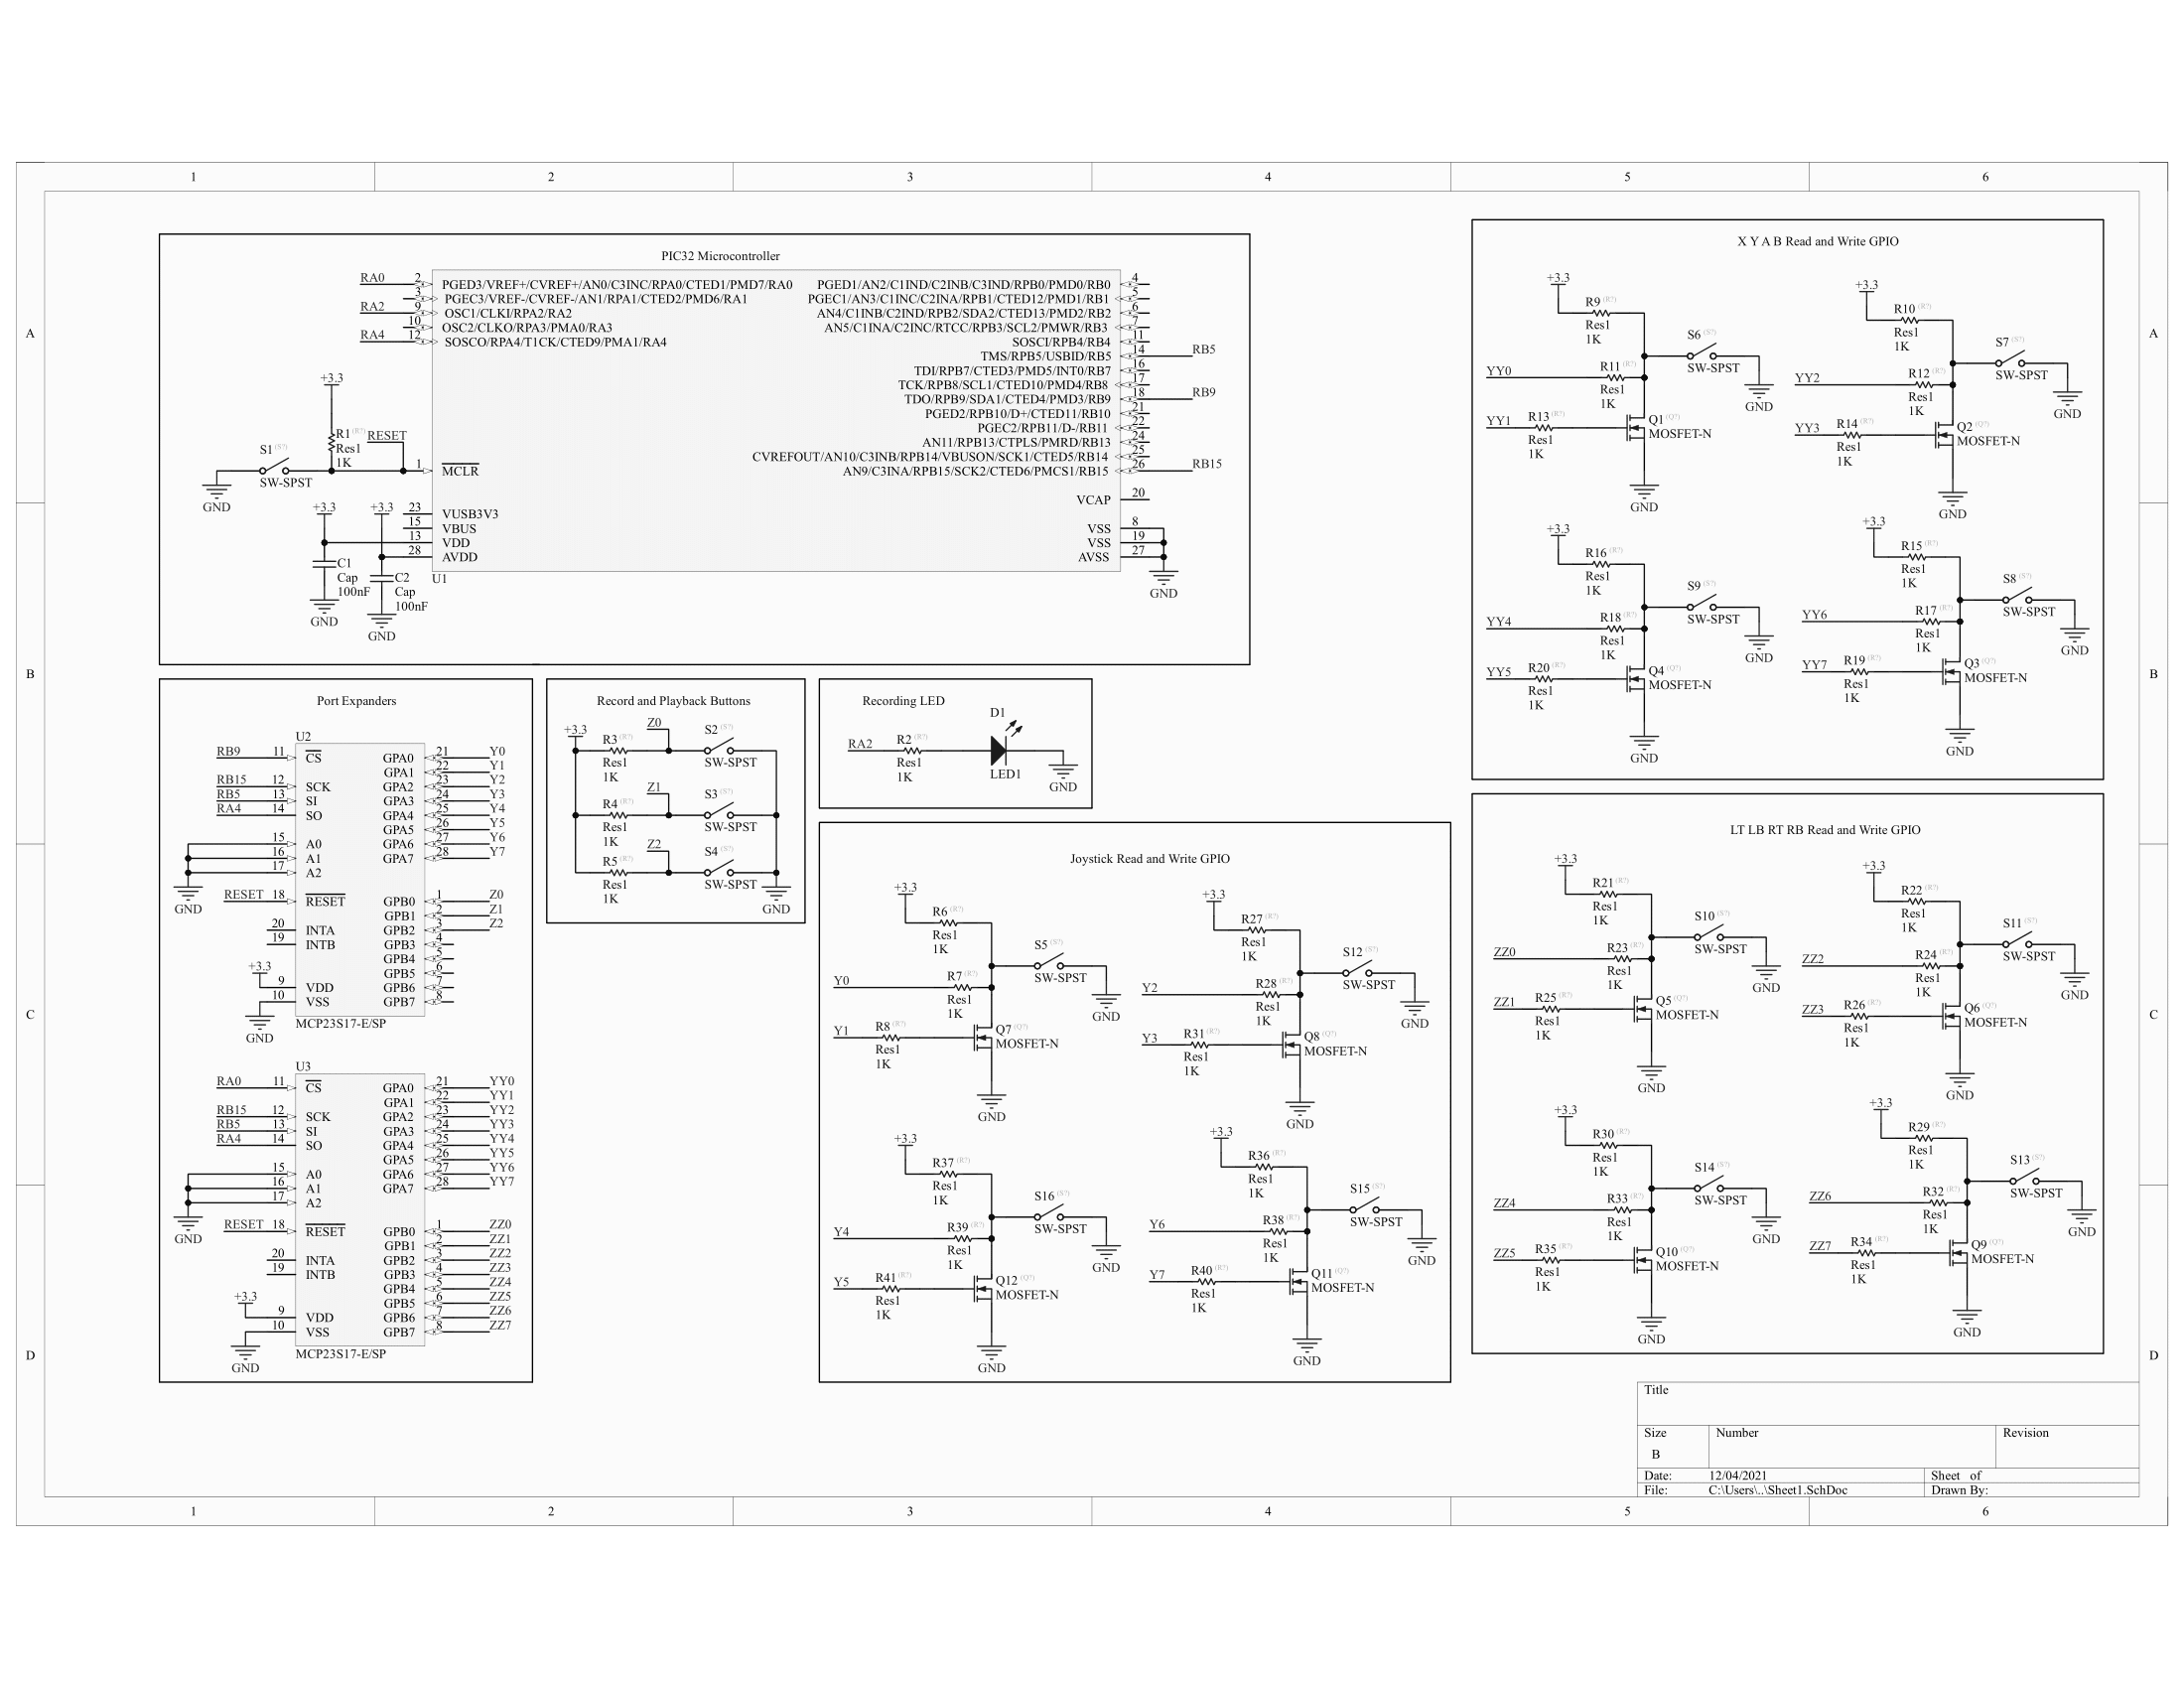 1 2 3 4 5 6
A
B
C
D
A
B
C
D
1 2 3 4 5 6
PIC32 Microcontroller
RA0 2 PGED3/VREF+/CVREF+/AN0/C3INC/RPA0/CTED1/PMD7/RA0
3 PGEC3/VREF-/CVREF-/AN1/RPA1/CTED2/PMD6/RA1
RA2 9 OSC1/CLKI/RPA2/RA2
10 OSC2/CLKO/RPA3/PMA0/RA3
RA4 12 SOSCO/RPA4/T1CK/CTED9/PMA1/RA4
PGED1/AN2/C1IND/C2INB/C3IND/RPB0/PMD0/RB0 4
PGEC1/AN3/C1INC/C2INA/RPB1/CTED12/PMD1/RB1 5
AN4/C1INB/C2IND/RPB2/SDA2/CTED13/PMD2/RB2 6
AN5/C1INA/C2INC/RTCC/RPB3/SCL2/PMWR/RB3 7
SOSCI/RPB4/RB4 11
TMS/RPB5/USBID/RB5 14 RB5
TDI/RPB7/CTED3/PMD5/INT0/RB7 16
TCK/RPB8/SCL1/CTED10/PMD4/RB8 17
TDO/RPB9/SDA1/CTED4/PMD3/RB9 18 RB9
PGED2/RPB10/D+/CTED11/RB10 21
PGEC2/RPB11/D-/RB11 22
AN11/RPB13/CTPLS/PMRD/RB13 24
CVREFOUT/AN10/C3INB/RPB14/VBUSON/SCK1/CTED5/RB14 25
AN9/C3INA/RPB15/SCK2/CTED6/PMCS1/RB15 26 RB15
+3.3
R1 (R?) RESET
Res1
1K
S1 (S?)
SW-SPST
GND
1 MCLR
+3.3 +3.3
23 VUSB3V3
15 VBUS
13 VDD
28 AVDD
VCAP 20
VSS 8
VSS 19
AVSS 27
GND
U1
C1
Cap
100nF
GND
C2
Cap
100nF
GND
Port Expanders
U2
RB9 11 CS
RB15 12 SCK
RB5 13 SI
RA4 14 SO
15 A0
16 A1
17 A2
GND
RESET 18 RESET
20 INTA
19 INTB
+3.3
9 VDD
10 VSS
GND
GPA0 21 Y0
GPA1 22 Y1
GPA2 23 Y2
GPA3 24 Y3
GPA4 25 Y4
GPA5 26 Y5
GPA6 27 Y6
GPA7 28 Y7
GPB0 1 Z0
GPB1 2 Z1
GPB2 3 Z2
GPB3 4
GPB4 5
GPB5 6
GPB6 7
GPB7 8
MCP23S17-E/SP
U3
RA0 11 CS
RB15 12 SCK
RB5 13 SI
RA4 14 SO
15 A0
16 A1
17 A2
GND
RESET 18 RESET
20 INTA
19 INTB
+3.3
9 VDD
10 VSS
GND
GPA0 21 YY0
GPA1 22 YY1
GPA2 23 YY2
GPA3 24 YY3
GPA4 25 YY4
GPA5 26 YY5
GPA6 27 YY6
GPA7 28 YY7
GPB0 1 ZZ0
GPB1 2 ZZ1
GPB2 3 ZZ2
GPB3 4 ZZ3
GPB4 5 ZZ4
GPB5 6 ZZ5
GPB6 7 ZZ6
GPB7 8 ZZ7
MCP23S17-E/SP
Record and Playback Buttons
+3.3
R3 (R?) Z0 S2 (S?)
Res1 SW-SPST
1K
R4 (R?) Z1 S3 (S?)
Res1 SW-SPST
1K
R5 (R?) Z2 S4 (S?)
Res1 SW-SPST
1K
GND
Recording LED
RA2 R2 (R?)
Res1
1K
D1
LED1
GND
Joystick Read and Write GPIO
+3.3
R6 (R?)
Res1
1K
S5 (S?)
SW-SPST
GND
Y0 R7 (R?)
Res1
1K
Y1 R8 (R?)
Res1
1K
Q7 (Q?)
MOSFET-N
GND
+3.3
R27 (R?)
Res1
1K
S12 (S?)
SW-SPST
GND
Y2 R28 (R?)
Res1
1K
Y3 R31 (R?)
Res1
1K
Q8 (Q?)
MOSFET-N
GND
+3.3
R37 (R?)
Res1
1K
S16 (S?)
SW-SPST
GND
Y4 R39 (R?)
Res1
1K
Y5 R41 (R?)
Res1
1K
Q12 (Q?)
MOSFET-N
GND
+3.3
R36 (R?)
Res1
1K
S15 (S?)
SW-SPST
GND
Y6 R38 (R?)
Res1
1K
Y7 R40 (R?)
Res1
1K
Q11 (Q?)
MOSFET-N
GND
X Y A B Read and Write GPIO
+3.3
R9 (R?)
Res1
1K
S6 (S?)
SW-SPST
GND
YY0 R11 (R?)
Res1
1K
YY1 R13 (R?)
Res1
1K
Q1 (Q?)
MOSFET-N
GND
+3.3
R10 (R?)
Res1
1K
S7 (S?)
SW-SPST
GND
YY2 R12 (R?)
Res1
1K
YY3 R14 (R?)
Res1
1K
Q2 (Q?)
MOSFET-N
GND
+3.3
R16 (R?)
Res1
1K
S9 (S?)
SW-SPST
GND
YY4 R18 (R?)
Res1
1K
YY5 R20 (R?)
Res1
1K
Q4 (Q?)
MOSFET-N
GND
+3.3
R15 (R?)
Res1
1K
S8 (S?)
SW-SPST
GND
YY6 R17 (R?)
Res1
1K
YY7 R19 (R?)
Res1
1K
Q3 (Q?)
MOSFET-N
GND
LT LB RT RB Read and Write GPIO
+3.3
R21 (R?)
Res1
1K
S10 (S?)
SW-SPST
GND
ZZ0 R23 (R?)
Res1
1K
ZZ1 R25 (R?)
Res1
1K
Q5 (Q?)
MOSFET-N
GND
+3.3
R22 (R?)
Res1
1K
S11 (S?)
SW-SPST
GND
ZZ2 R24 (R?)
Res1
1K
ZZ3 R26 (R?)
Res1
1K
Q6 (Q?)
MOSFET-N
GND
+3.3
R30 (R?)
Res1
1K
S14 (S?)
SW-SPST
GND
ZZ4 R33 (R?)
Res1
1K
ZZ5 R35 (R?)
Res1
1K
Q10 (Q?)
MOSFET-N
GND
+3.3
R29 (R?)
Res1
1K
S13 (S?)
SW-SPST
GND
ZZ6 R32 (R?)
Res1
1K
ZZ7 R34 (R?)
Res1
1K
Q9 (Q?)
MOSFET-N
GND
Title
Size Number Revision
B
Date: 12/04/2021 Sheet of
File: C:\Users\..\Sheet1.SchDoc Drawn By: